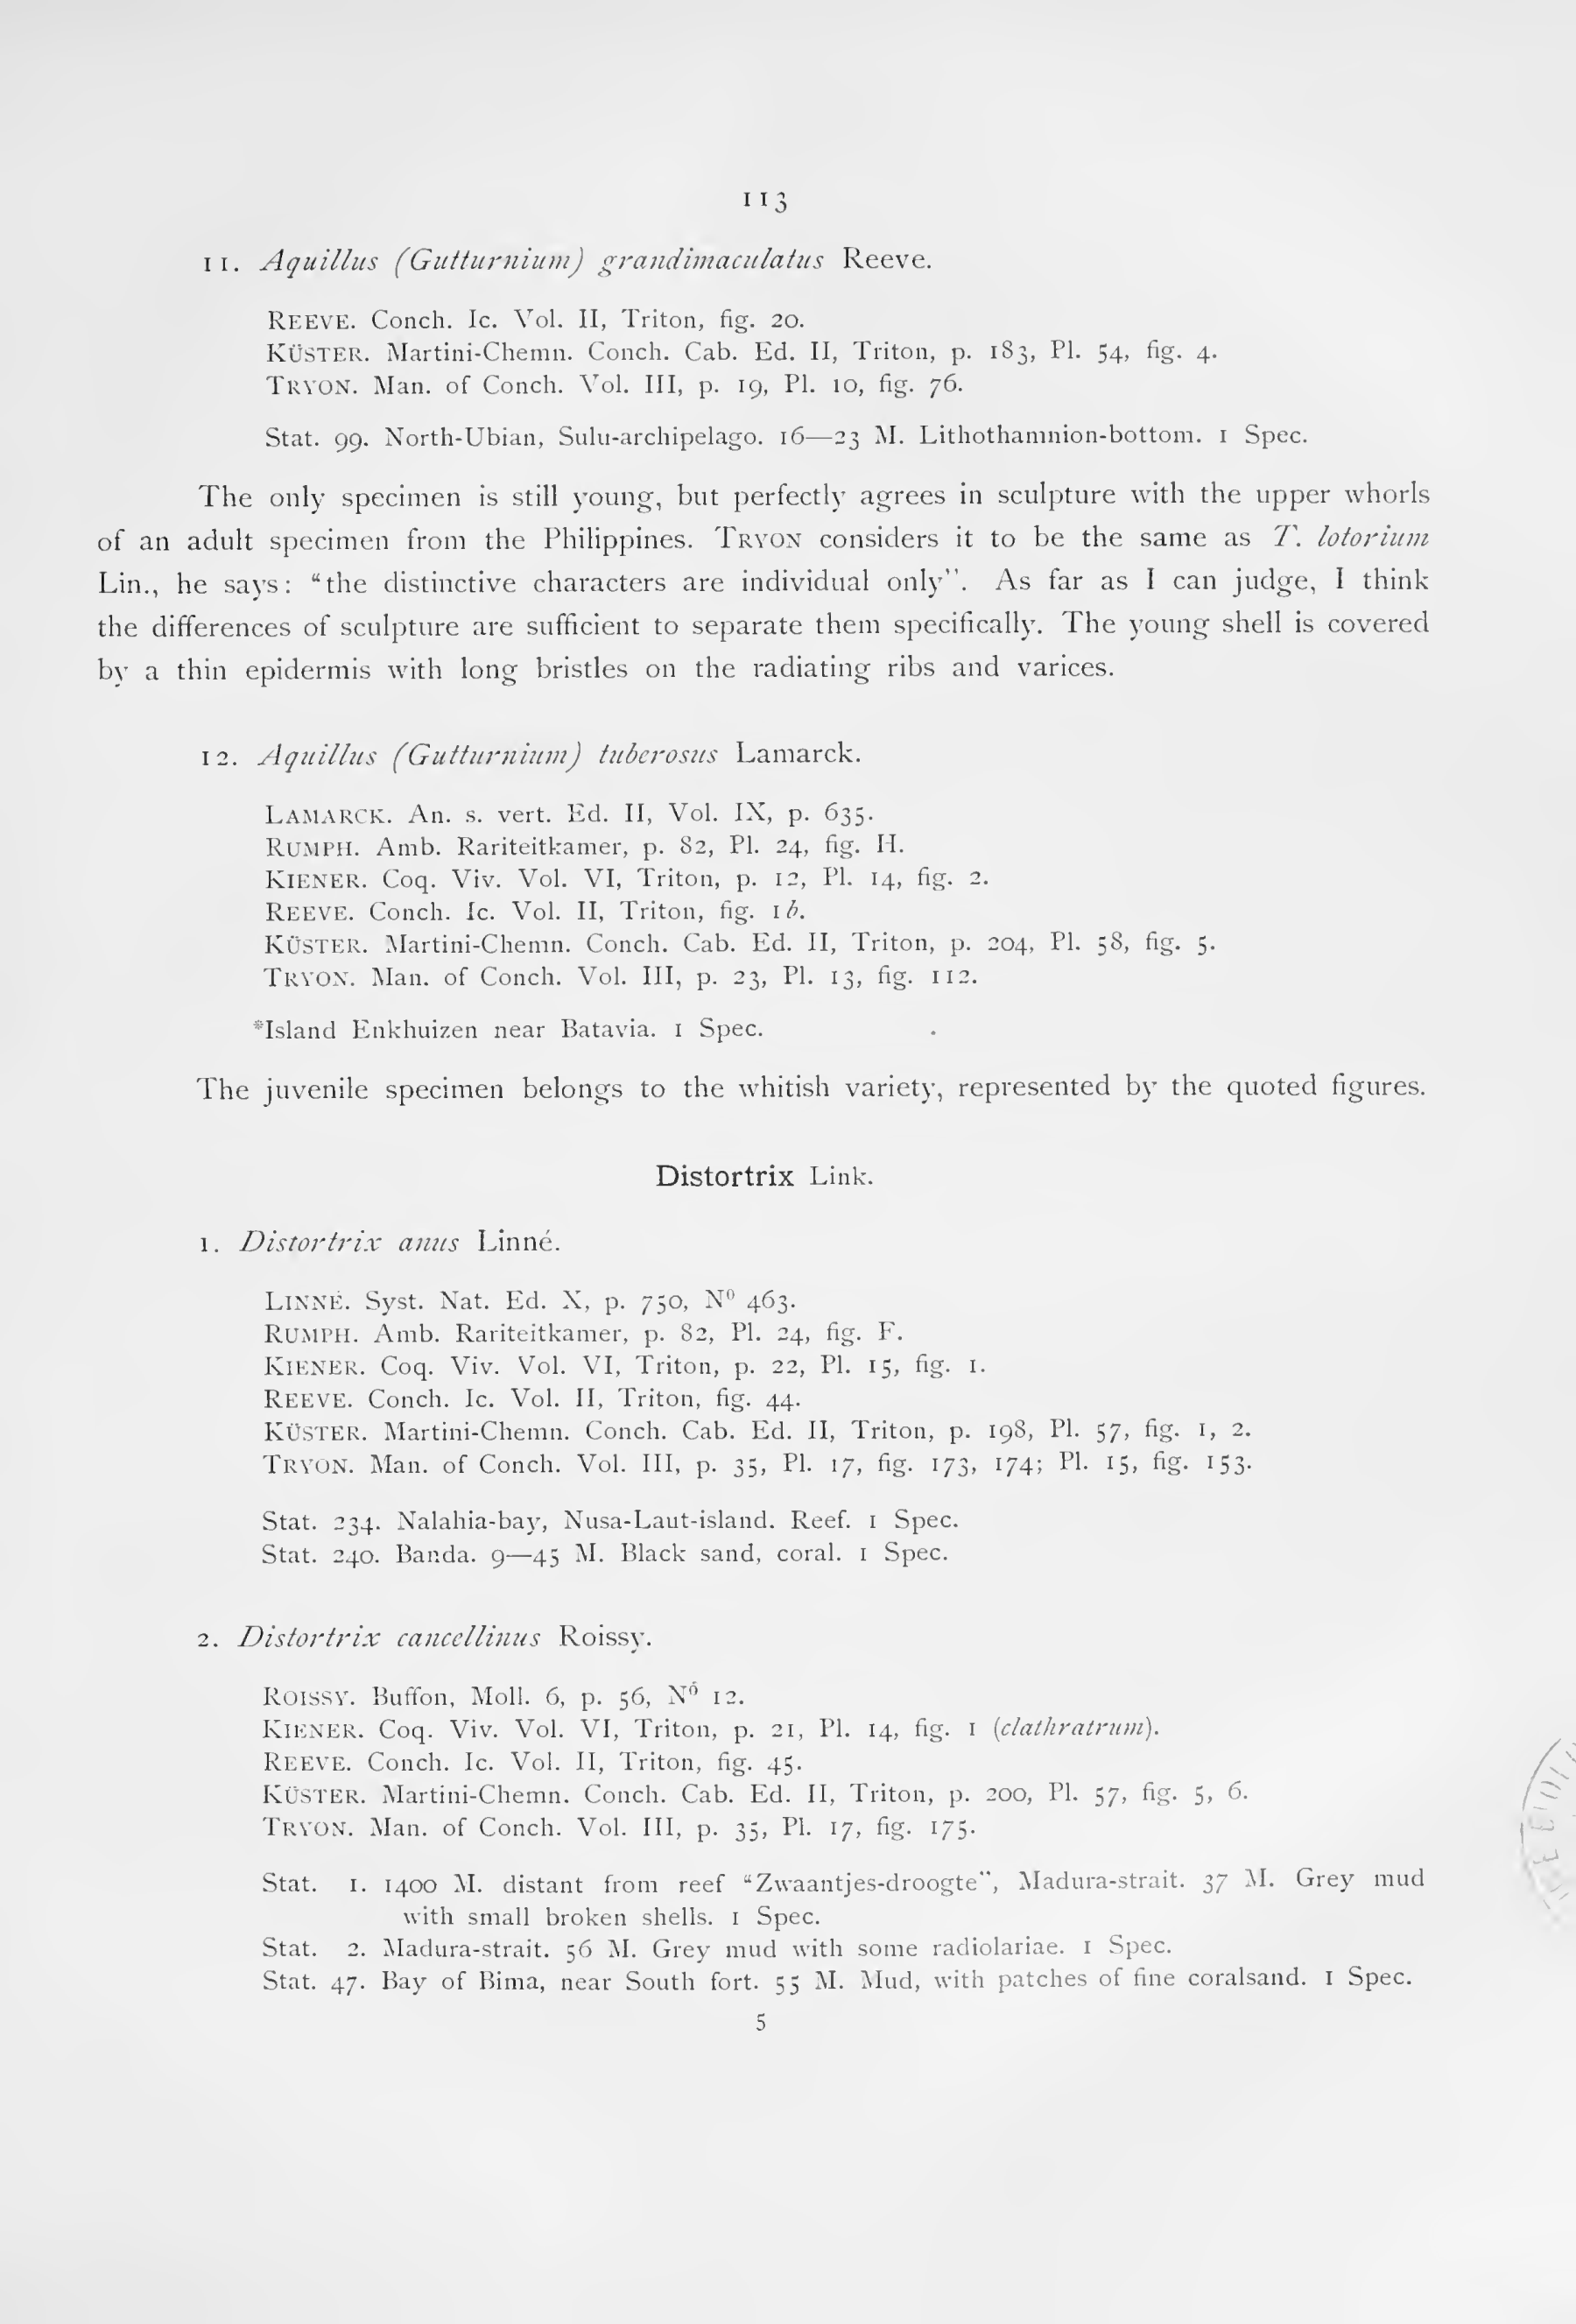 113
11. Aquillus (Gutturnium) grandimaculatus Reeve.
REEVE. Conch. Ic. Vol. II, Triton, fig. 20.
KÜSTER. Martini-Chemn. Conch. Cab. Ed. II, Triton, p. 183, Pl. 54, fig. 4.
TRYON. Man. of Conch. Vol. III, p. 19, Pl. 10, fig. 76.
Stat. 99. North-Ubian, Sulu-archipelago. 16—23 M. Lithothamnion-bottom. 1 Spec.
The only specimen is still young, but perfectly agrees in sculpture with the upper whorls
of an adult specimen from the Philippines. TRYON considers it to be the same as T. lotorium
Lin., he says: “the distinctive characters are individual only”. As far as I can judge, I think
the differences of sculpture are sufficient to separate them specifically. The young shell is covered
by a thin epidermis with long bristles on the radiating ribs and varices.
12. Aquillus (Gutturnium) tuberosus Lamarck.
LAMARCK. An. s. vert. Ed. II, Vol. IX, p. 635.
RUMPH. Amb. Rariteitkamer, p. 82, Pl. 24, fig. H.
KIENER. Coq. Viv. Vol. VI, Triton, p. 12, Pl. 14, fig. 2.
REEVE. Conch. Ic. Vol. II, Triton, fig. 1b.
KÜSTER. Martini-Chemn. Conch. Cab. Ed. II, Triton, p. 204, Pl. 58, fig. 5.
TRYON. Man. of Conch. Vol. III, p. 23, Pl. 13, fig. 112.
*Island Enkhuizen near Batavia. 1 Spec.
The juvenile specimen belongs to the whitish variety, represented by the quoted figures.
Distortrix Link.
1. Distortrix anus Linné.
LINNÉ. Syst. Nat. Ed. X, p. 750, N⁰ 463.
RUMPH. Amb. Rariteitkamer, p. 82, Pl. 24, fig. F.
KIENER. Coq. Viv. Vol. VI, Triton, p. 22, Pl. 15, fig. 1.
REEVE. Conch. Ic. Vol. II, Triton, fig. 44.
KÜSTER. Martini-Chemn. Conch. Cab. Ed. II, Triton, p. 198, Pl. 57, fig. 1, 2.
TRYON. Man. of Conch. Vol. III, p. 35, Pl. 17, fig. 173, 174; Pl. 15, fig. 153.
Stat. 234. Nalahia-bay, Nusa-Laut-island. Reef. 1 Spec.
Stat. 240. Banda. 9—45 M. Black sand, coral. 1 Spec.
2. Distortrix cancellinus Roissy.
ROISSY. Buffon, Moll. 6, p. 56, N⁰ 12.
KIENER. Coq. Viv. Vol. VI, Triton, p. 21, Pl. 14, fig. 1 (clathratrum).
REEVE. Conch. Ic. Vol. II, Triton, fig. 45.
KÜSTER. Martini-Chemn. Conch. Cab. Ed. II, Triton, p. 200, Pl. 57, fig. 5, 6.
TRYON. Man. of Conch. Vol. III, p. 35, Pl. 17, fig. 175.
Stat. 1. 1400 M. distant from reef “Zwaantjes-droogte”, Madura-strait. 37 M. Grey mud
with small broken shells. 1 Spec.
Stat. 2. Madura-strait. 56 M. Grey mud with some radiolariae. 1 Spec.
Stat. 47. Bay of Bima, near South fort. 55 M. Mud, with patches of fine coralsand. 1 Spec.
5